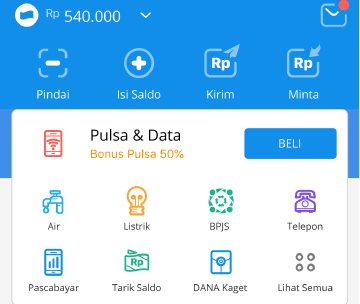 Rp 540.000
Pindai Isi Saldo Kirim Minta
Rp Rp
Pulsa & Data
Bonus Pulsa 50%
BELI
Air Listrik BPJS Telepon
Rp
Pascabayar Tarik Saldo DANA Kaget Lihat Semua